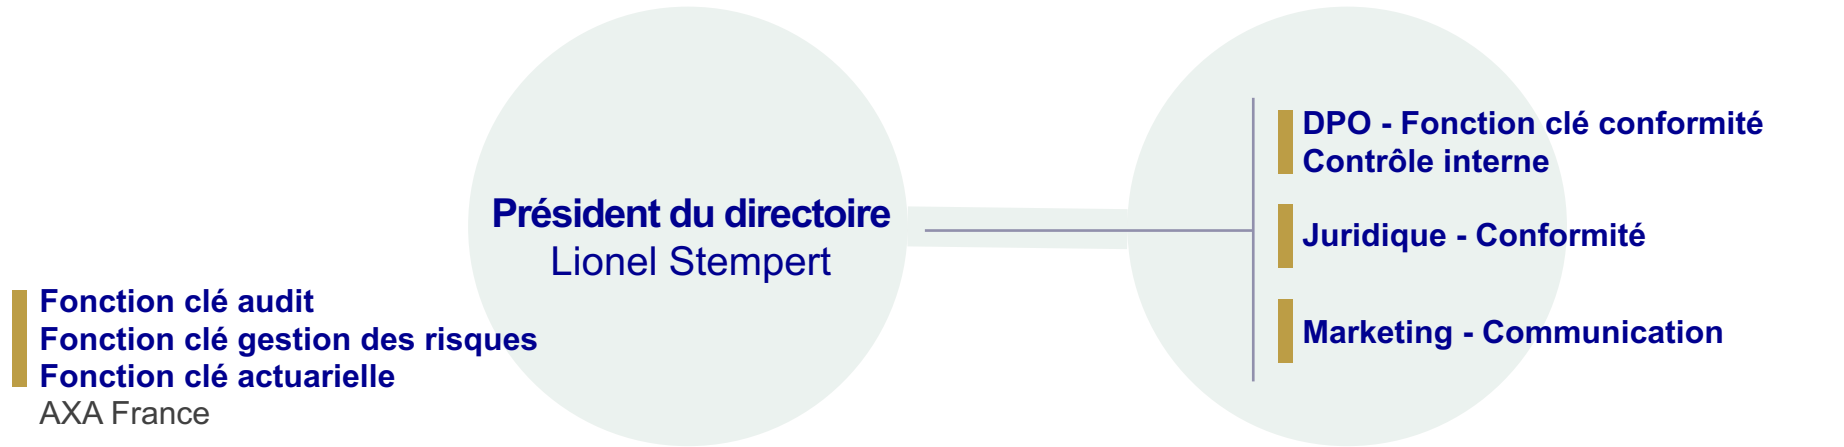 Président du directoire
Lionel Stempert
Fonction clé audit
Fonction clé gestion des risques
Fonction clé actuarielle
AXA France
DPO - Fonction clé conformité
Contrôle interne
Juridique - Conformité
Marketing - Communication